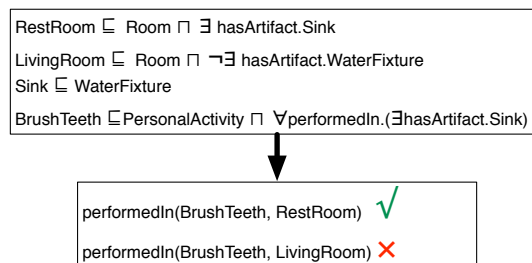 RestRoom ⊑ Room ⊓ ∃ hasArtifact.Sink
LivingRoom ⊑ Room ⊓ ¬∃ hasArtifact.WaterFixture
Sink ⊑ WaterFixture
BrushTeeth ⊑PersonalActivity ⊓ ∀performedIn.(∃hasArtifact.Sink)
performedIn(BrushTeeth, RestRoom) √
performedIn(BrushTeeth, LivingRoom) ×